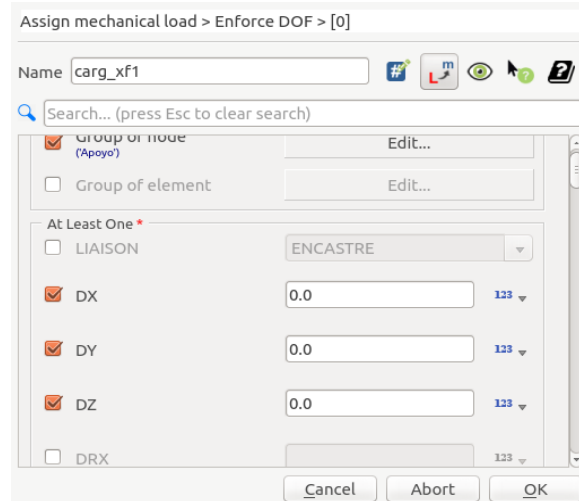 Assign mechanical load > Enforce DOF > [0]
Name carg_xf1
Search... (press Esc to clear search)
Group of node Edit...
('Apoyo')
Group of element Edit...
At Least One *
LIAISON ENCASTRE
DX 0.0 123
DY 0.0 123
DZ 0.0 123
DRX 123
Cancel Abort OK